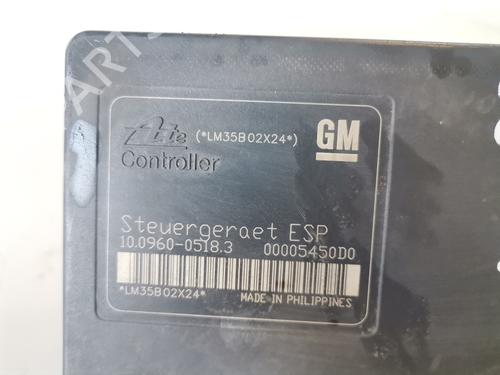 Ate (*LM35B02X24*) GM
Controller
Steuergeraet ESP
10.0960-0518.3 00005450D0
*LM35B02X24* MADE IN PHILIPPINES